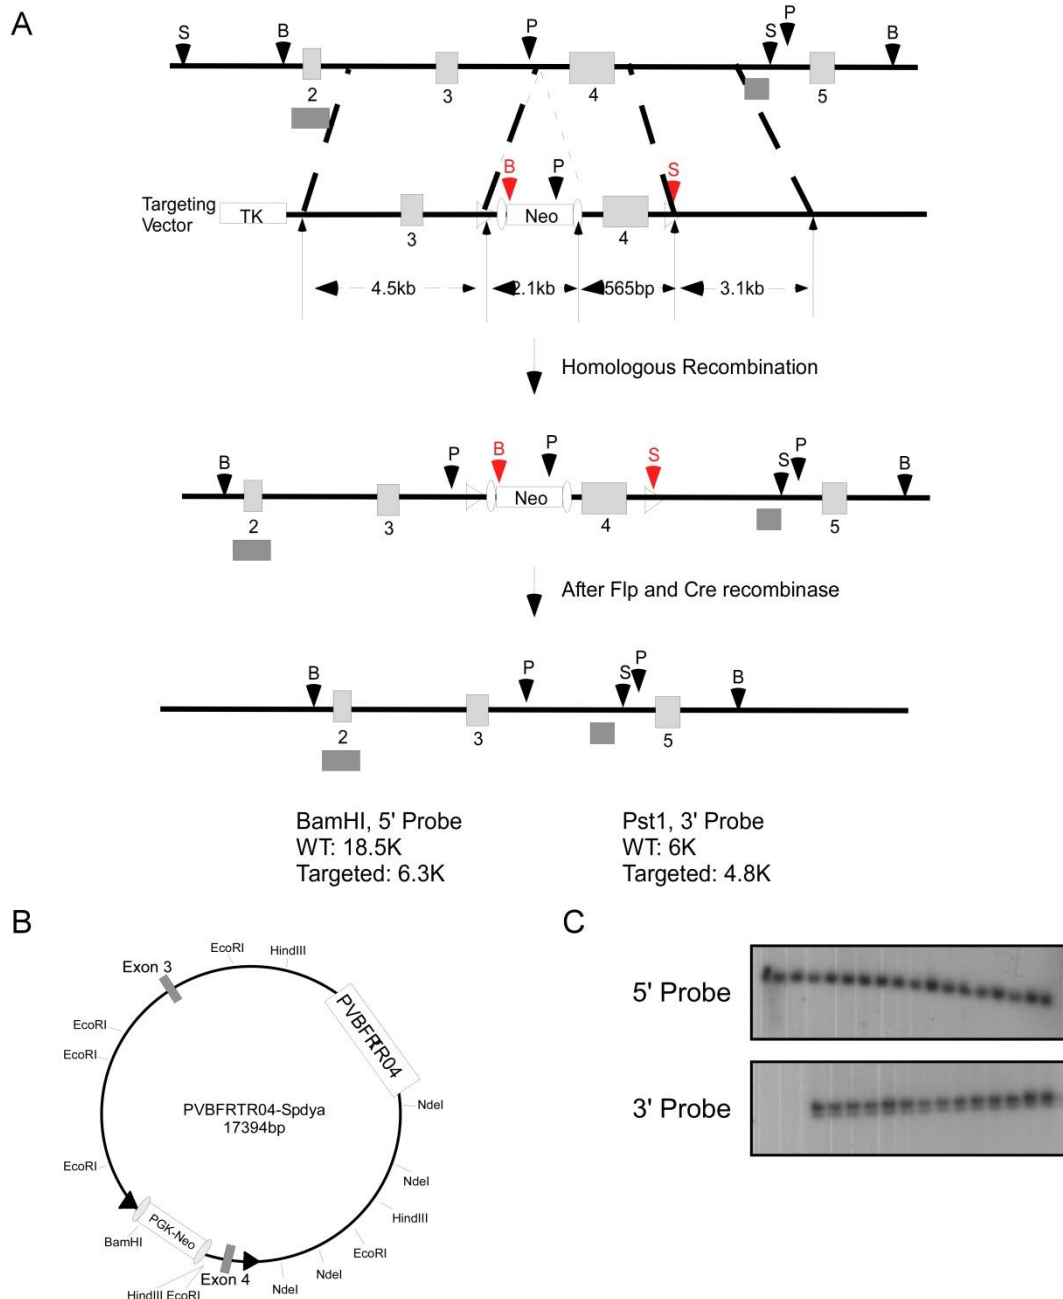 A
S
B
P
S
P
B
2
3
4
5
B
P
S
Targeting
Vector
TK
Neo
3
4
4.5kb
2.1kb
565bp
3.1kb
Homologous Recombination
B
P
B
P
S
S
P
B
Neo
2
3
4
5
After Flp and Cre recombinase
B
P
S
P
B
2
3
5
BamHI, 5' Probe
WT: 18.5K
Targeted: 6.3K
Pst1, 3' Probe
WT: 6K
Targeted: 4.8K
B
EcoRI
HindIII
Exon 3
EcoRI
EcoRI
PVBFRTR04
PVBFRTR04-Spdya
17394bp
NdeI
EcoRI
NdeI
HindIII
PGK-Neo
BamHI
EcoRI
Exon 4
NdeI
NdeI
HindIII EcoRI
C
5' Probe
3' Probe